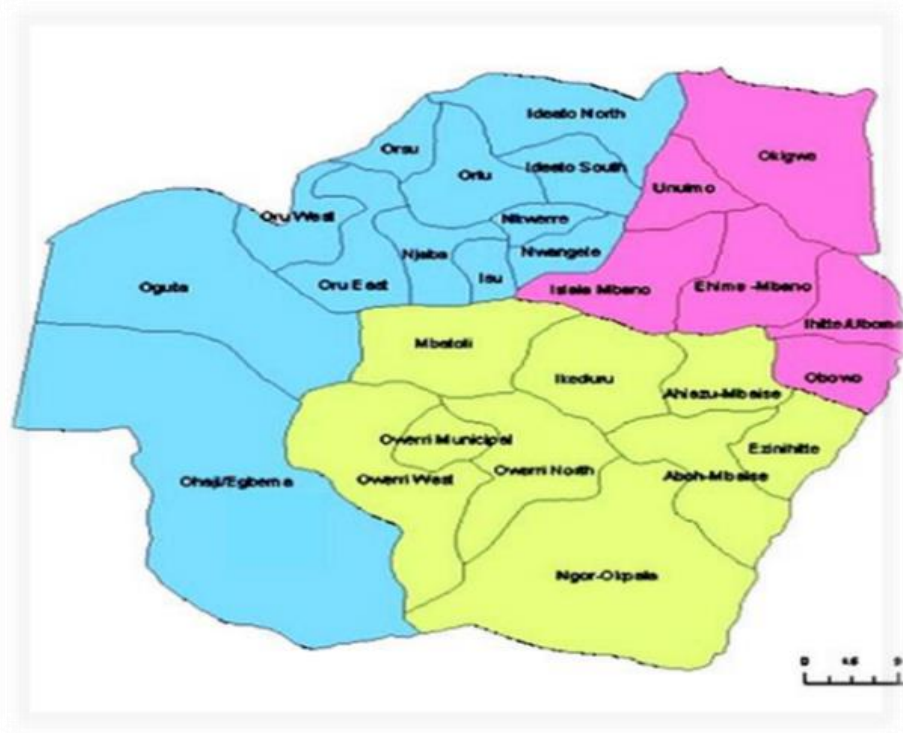 Ideato North
Orsu
Okigwe
Orlu
Ideato South
Unuimo
Oru West
Nkwerre
Njaba
Nwangele
Oguta
Oru East
Isu
Isiala Mbano
Ehime -Mbano
Ihitte/Uboma
Mbaitoli
Ikeduru
Obowo
Ahiazu-Mbaise
Owerri Municipal
Ezinihitte
Owerri North
Ohaji/Egbema
Owerri West
Aboh-Mbaise
Ngor-Okpala
0